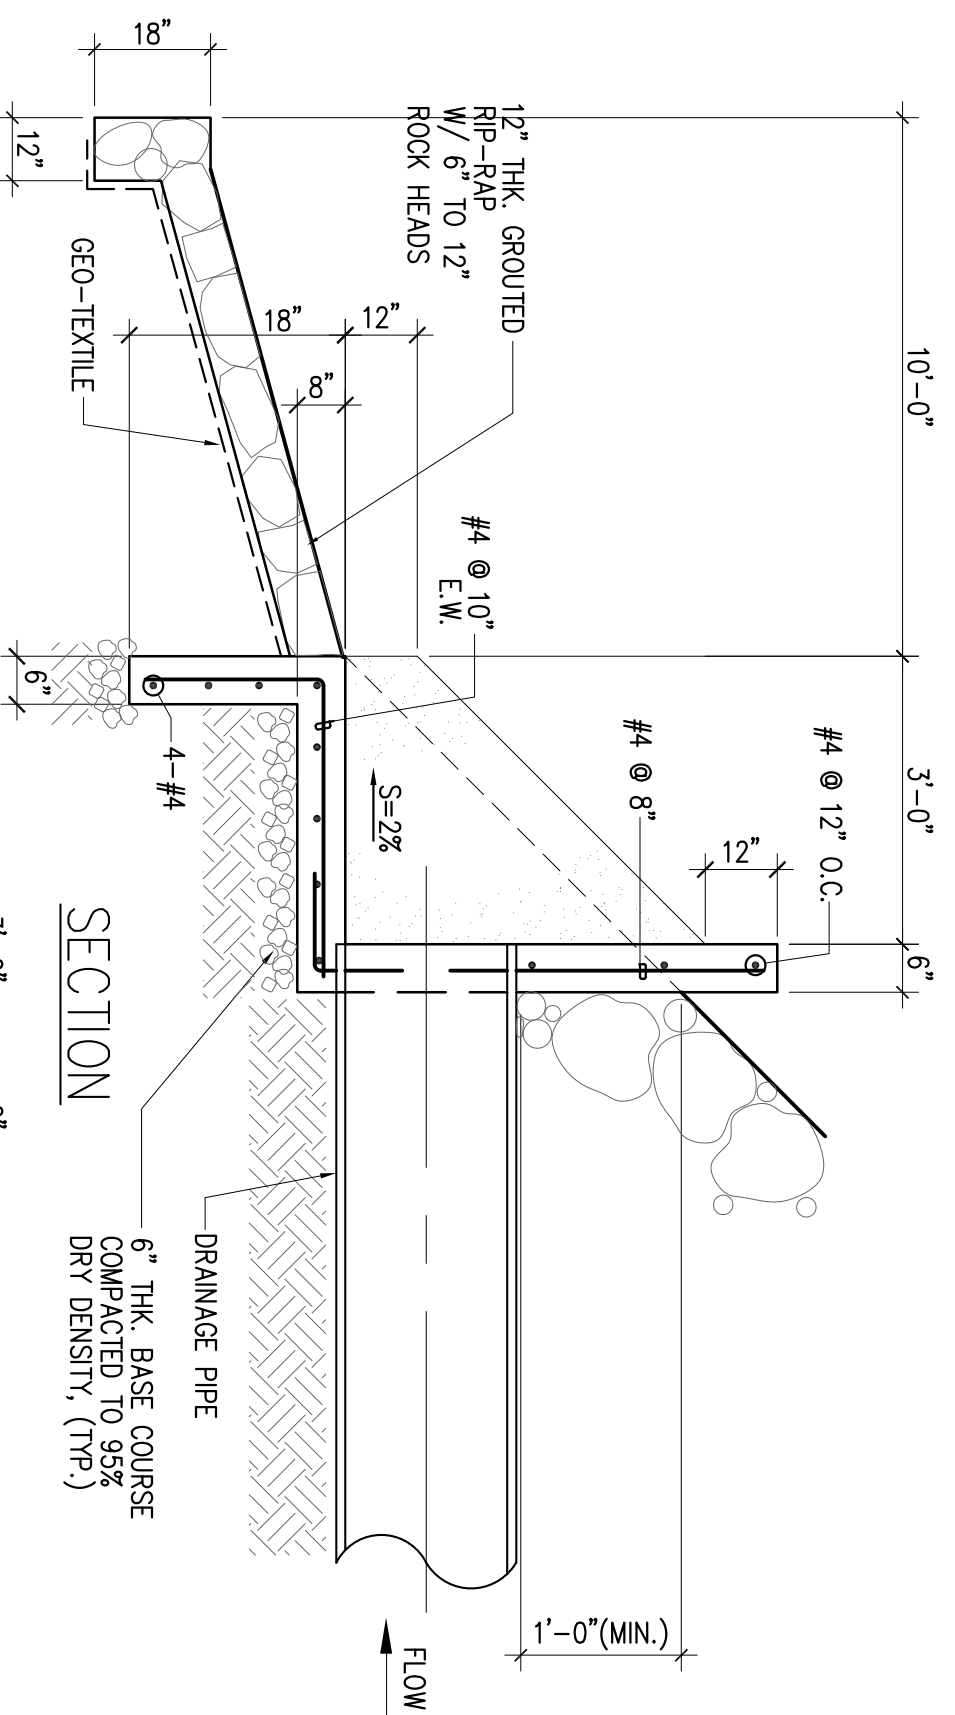 10'-0"
3'-0"
6"
#4 @ 12" O.C.
12"
#4 @ 8"
12" THK. GROUTED
RIP-RAP
W/ 6" TO 12"
ROCK HEADS
#4 @ 10"
E.W.
12"
18"
8"
18"
12"
GEO-TEXTILE
S=2%
4-#4
6"
1'-0"(MIN.)
FLOW
DRAINAGE PIPE
6" THK. BASE COURSE
COMPACTED TO 95%
DRY DENSITY, (TYP.)
SECTION